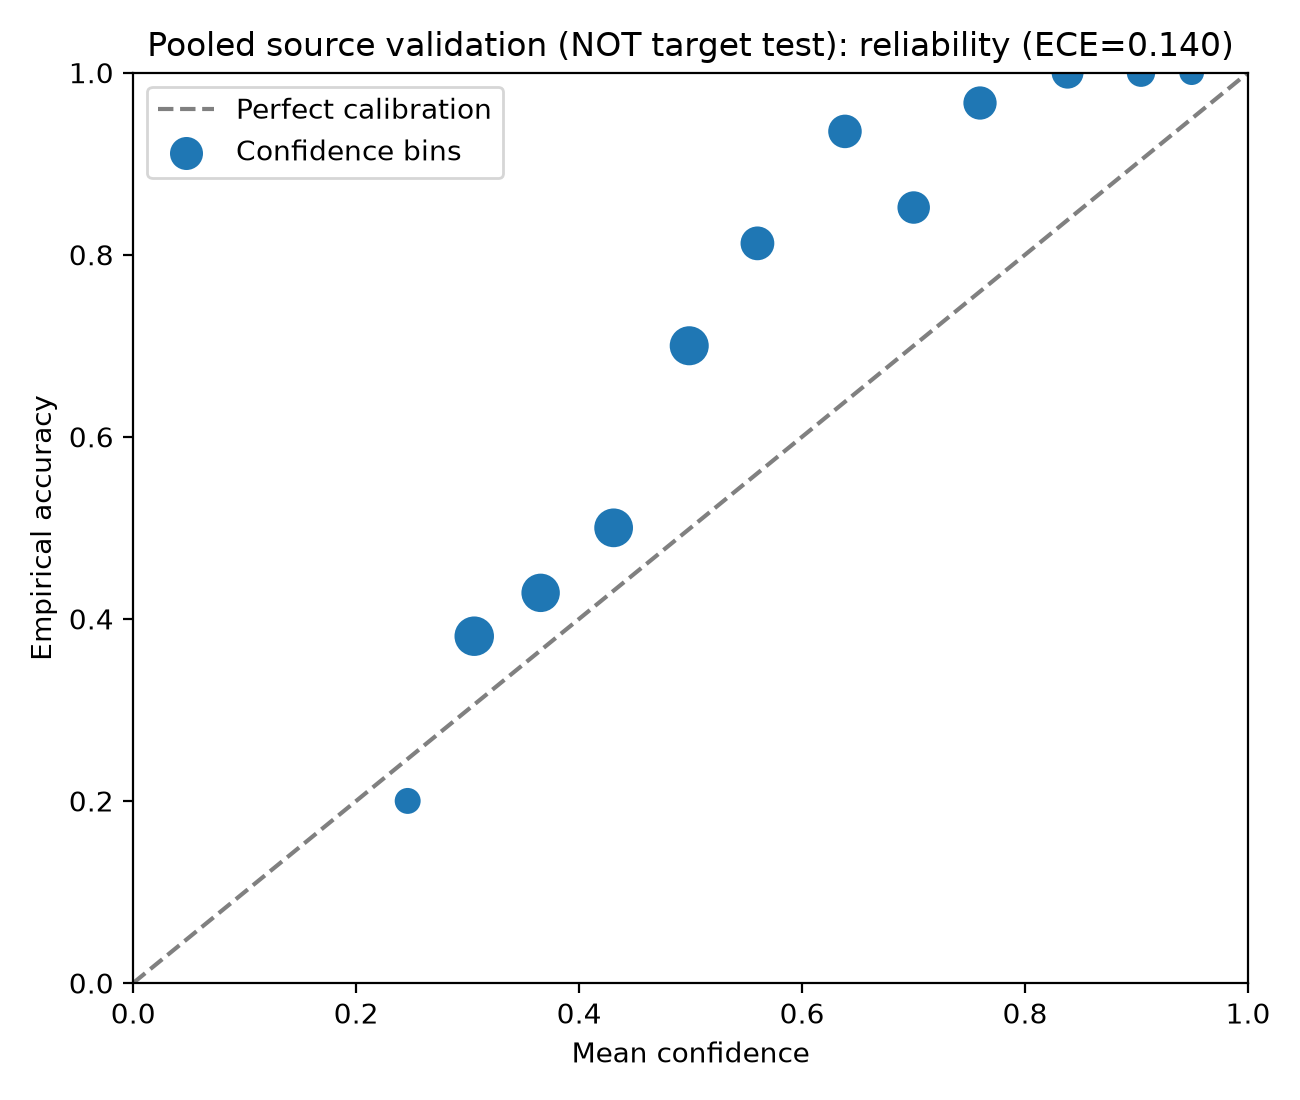 Pooled source validation (NOT target test): reliability (ECE=0.140)
Perfect calibration
Confidence bins
1.0
0.8
0.6
0.4
0.2
0.0
Empirical accuracy
0.0 0.2 0.4 0.6 0.8 1.0
Mean confidence